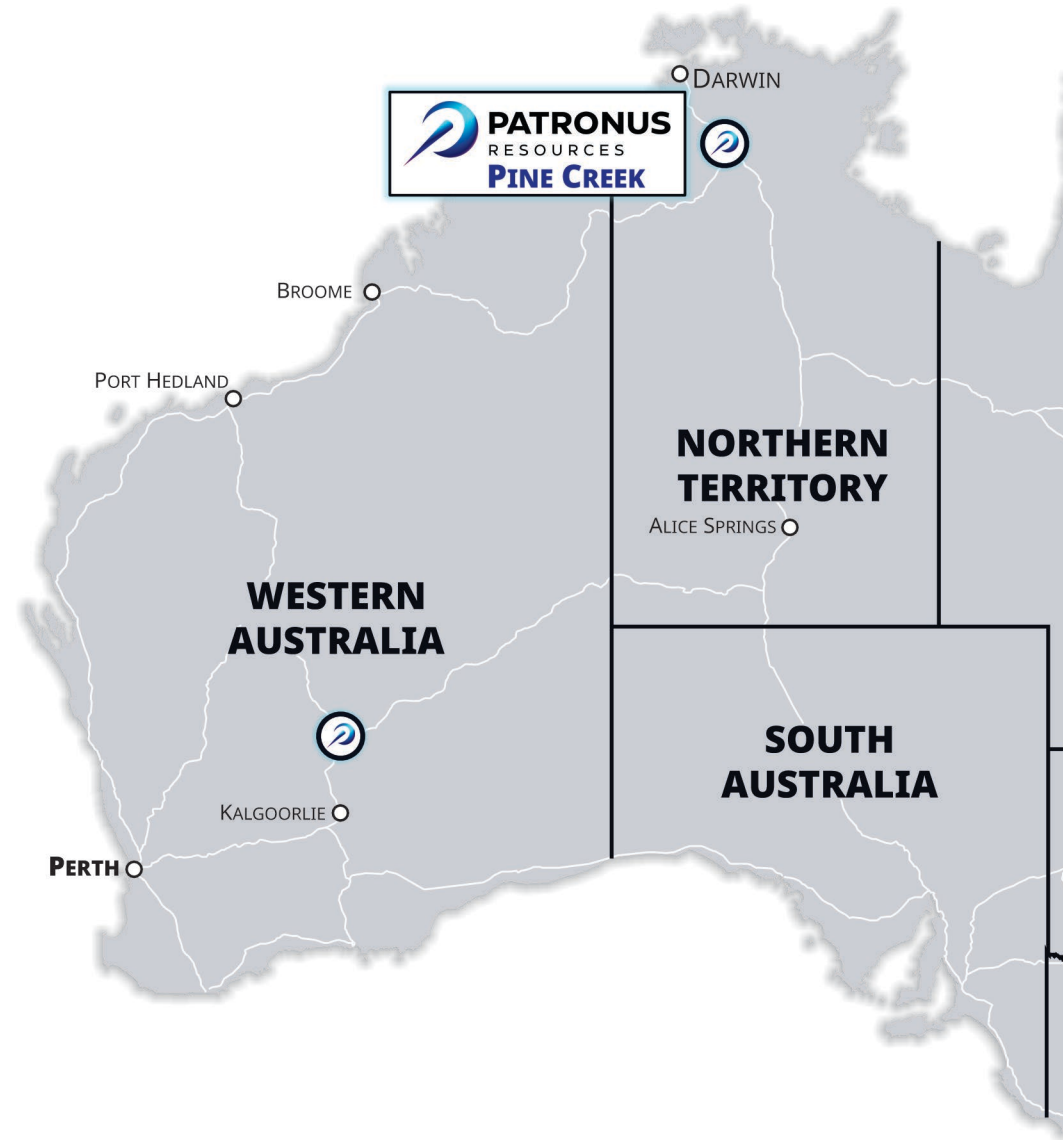 DARWIN
PATRONUS
RESOURCES
PINE CREEK
BROOME
PORT HEDLAND
NORTHERN
TERRITORY
ALICE SPRINGS
WESTERN
AUSTRALIA
SOUTH
AUSTRALIA
KALGOORLIE
PERTH